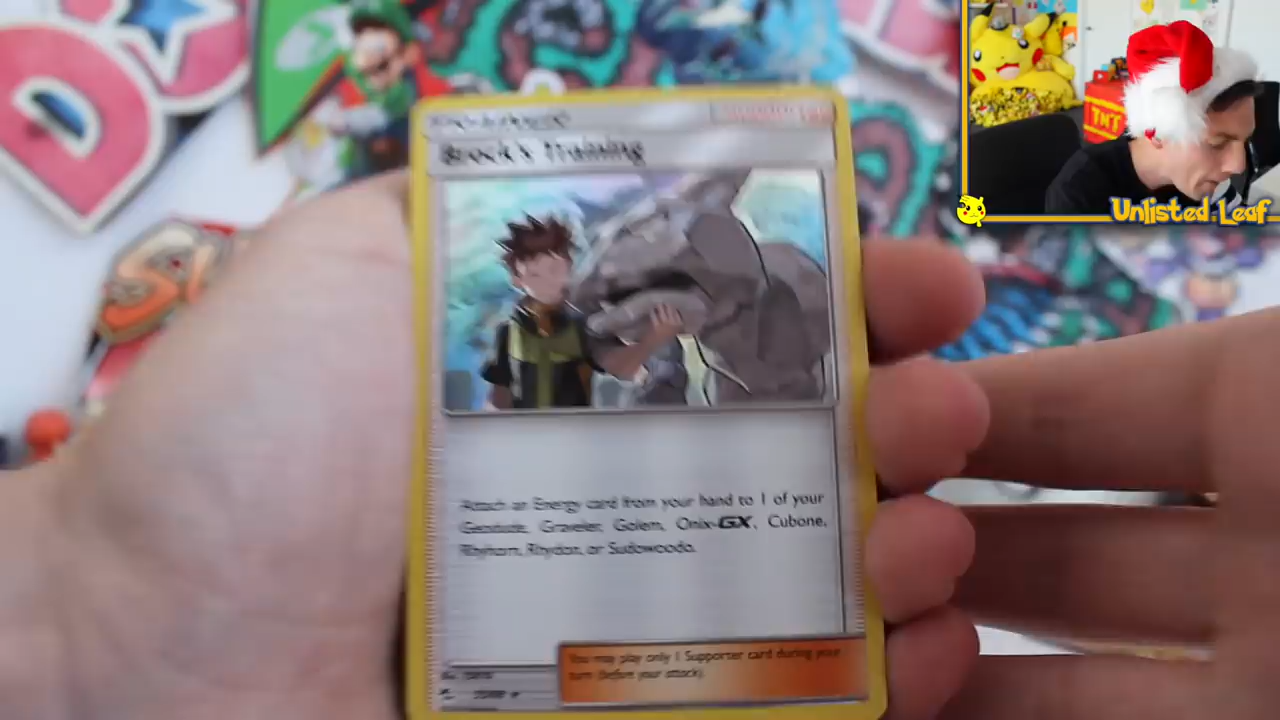 TNT
Unlisted Leaf
Brock's Training
Attach an Energy card from your hand to 1 of your
Geodude, Graveler, Golem, Onix-GX, Cubone,
Rhyhorn, Rhydon, or Sudowoodo.
You may play only 1 Supporter card during your
turn (before your attack).